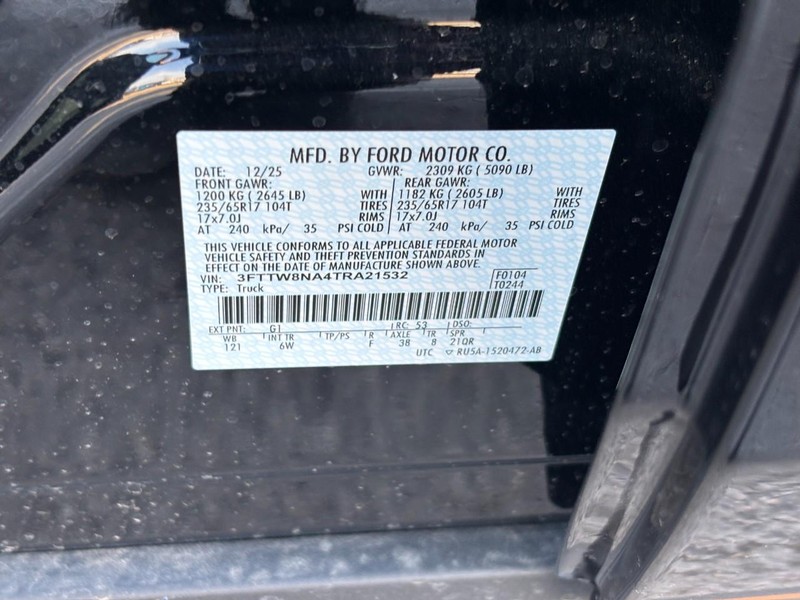 MFD. BY FORD MOTOR CO.
DATE: 12/25 GVWR: 2309 KG ( 5090 LB)
FRONT GAWR: REAR GAWR:
1200 KG ( 2645 LB) WITH 1182 KG ( 2605 LB) WITH
235/65R17 104T TIRES 235/65R17 104T TIRES
17x7.0J RIMS 17x7.0J RIMS
AT 240 kPa/ 35 PSI COLD AT 240 kPa/ 35 PSI COLD
THIS VEHICLE CONFORMS TO ALL APPLICABLE FEDERAL MOTOR
VEHICLE SAFETY AND THEFT PREVENTION STANDARDS IN
EFFECT ON THE DATE OF MANUFACTURE SHOWN ABOVE.
VIN: 3FTTW8NA4TRA21532 F0104
TYPE: Truck T0244
EXT PNT: G1 RC: 53 DSO:
WB INT TR TP/PS R AXLE TR SPR
121 6W F 38 8 21QR
UTC RU5A-1520472-AB